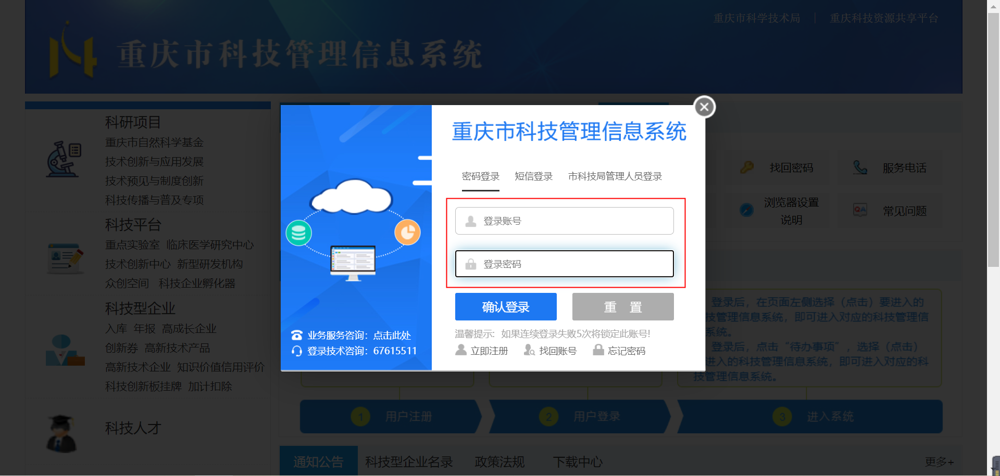 重庆市科学技术局 | 重庆科技资源共享平台
重庆市科技管理信息系统
科研项目
重庆市自然科学基金
技术创新与应用发展
技术预见与制度创新
科技传播与普及专项
科技平台
重点实验室 临床医学研究中心
技术创新中心 新型研发机构
众创空间 科技企业孵化器
科技型企业
入库 年报 高成长企业
创新券 高新技术产品
高新技术企业 知识价值信用评价
科技创新板挂牌 加计扣除
科技人才
重庆市科技管理信息系统
密码登录 短信登录 市科技局管理人员登录
登录账号
登录密码
确认登录 重 置
温馨提示：如果连续登录失败5次将锁定此账号!
立即注册 找回账号 忘记密码
业务服务咨询：点击此处
登录技术咨询：67615511
找回密码 服务电话
浏览器设置
说明
QA
常见问题
登录后，在页面左侧选择（点击）要进入的
技管理信息系统，即可进入对应的科技管理信息
系统。
登录后，点击“待办事项”，选择（点击）
进入的科技管理信息系统，即可进入对应的科
技管理信息系统。
1 用户注册 2 用户登录 3 进入系统
通知公告 科技型企业名录 政策法规 下载中心 更多+